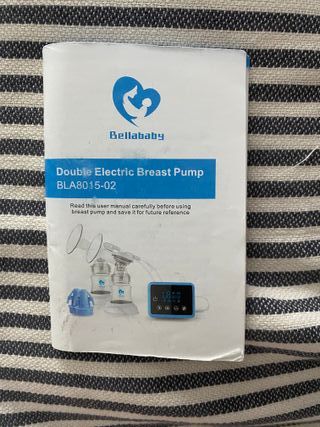 Bellababy
Double Electric Breast Pump
BLA8015-02
Read this user manual carefully before using
breast pump and save it for future reference